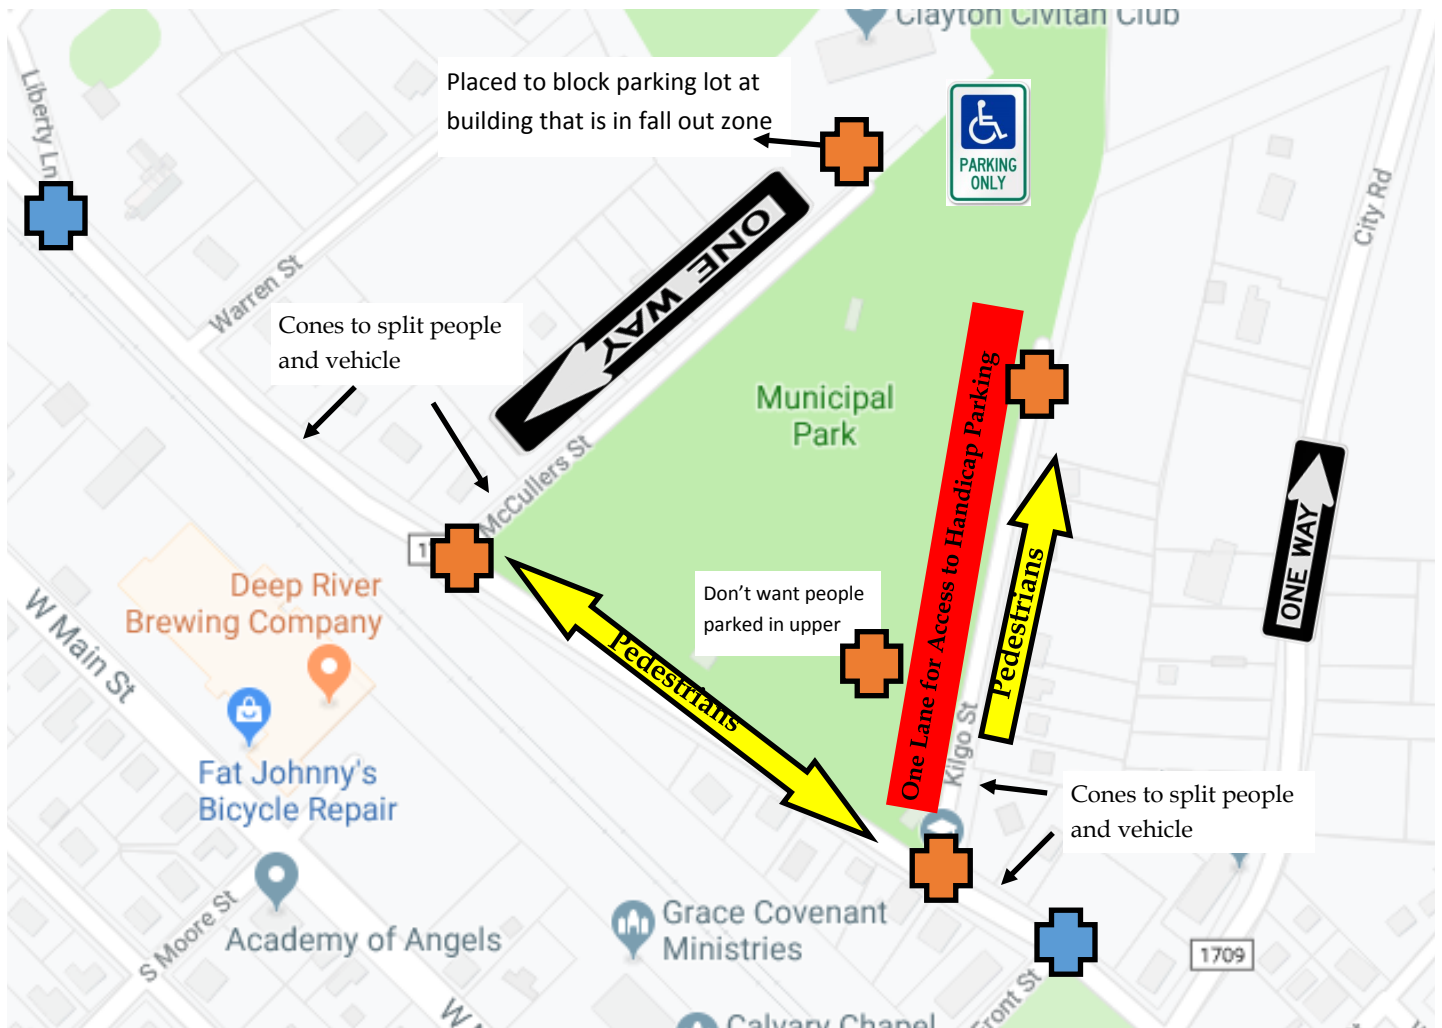 Clayton Civitan Club
Placed to block parking lot at
building that is in fall out zone
PARKING
ONLY
Liberty Ln
City Rd
ONE WAY
Warren St
Cones to split people
and vehicle
Municipal
Park
McCullers St
One Lane for Access to Handicap Parking
ONE WAY
Pedestrians
Deep River
Brewing Company
W Main St
Don't want people
parked in upper
Pedestrians
Kilgo St
Fat Johnny's
Bicycle Repair
Cones to split people
and vehicle
S Moore St
Academy of Angels
Grace Covenant
Ministries
1709
Front St
Calvary Chapel